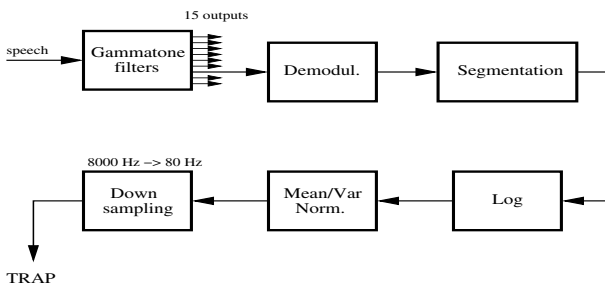 15 outputs
speech
Gammatone
filters
Demodul.
Segmentation
8000 Hz −> 80 Hz
Down
sampling
Mean/Var
Norm.
Log
TRAP